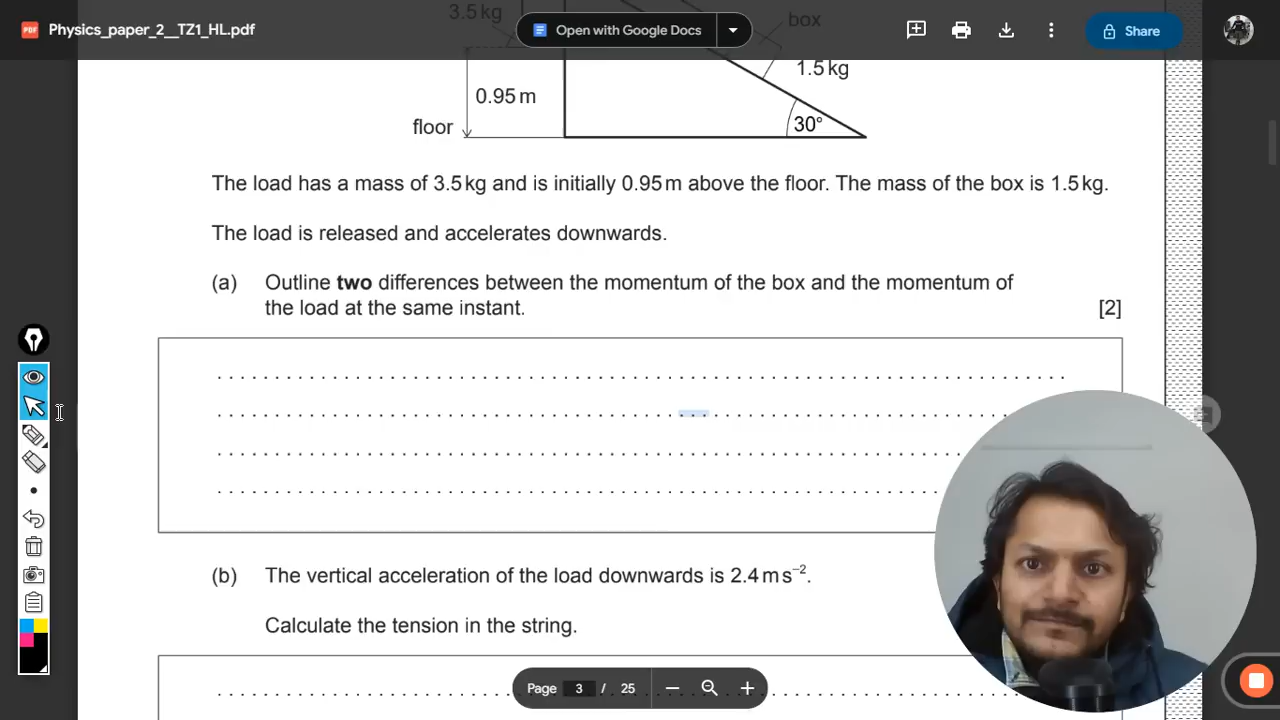 Physics_paper_2__TZ1_HL.pdf
Open with Google Docs
Share
3.5 kg
box
1.5 kg
0.95 m
30°
floor
The load has a mass of 3.5 kg and is initially 0.95 m above the floor. The mass of the box is 1.5 kg.
The load is released and accelerates downwards.
(a) Outline two differences between the momentum of the box and the momentum of
the load at the same instant. [2]
(b) The vertical acceleration of the load downwards is 2.4 m s⁻².
Calculate the tension in the string.
Page 3 / 25